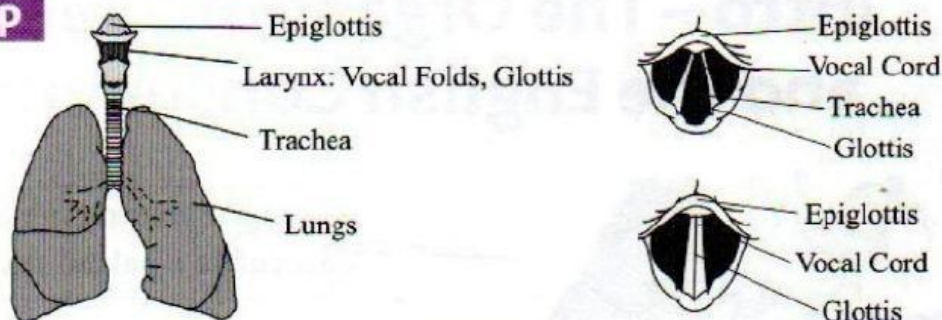 P
Epiglottis
Larynx: Vocal Folds, Glottis
Trachea
Lungs
Epiglottis
Vocal Cord
Trachea
Glottis
Epiglottis
Vocal Cord
Glottis